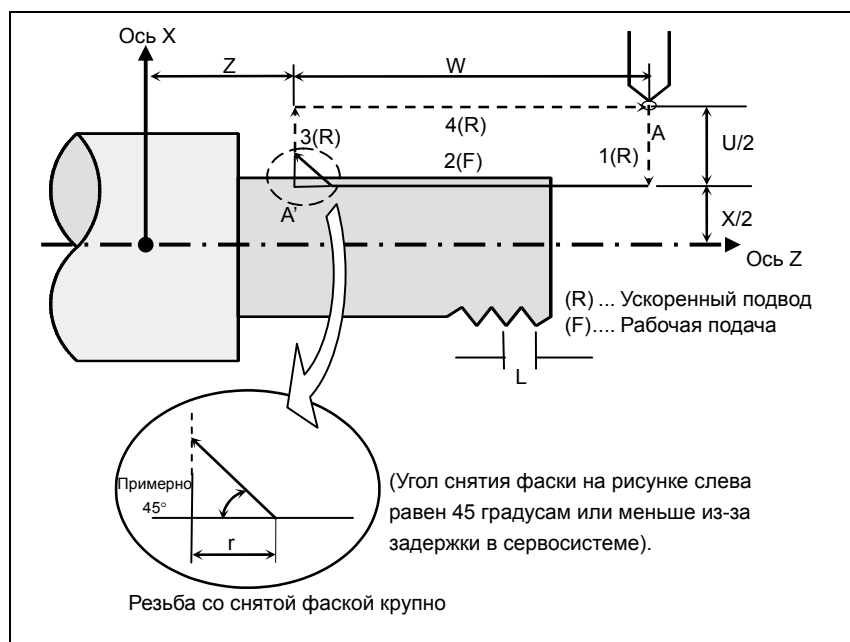 Ось X
Z
W
4(R)
A
U/2
3(R)
2(F)
1(R)
A'
X/2
Ось Z
(R) ... Ускоренный подвод
(F).... Рабочая подача
L
Примерно
45°
r
(Угол снятия фаски на рисунке слева
равен 45 градусам или меньше из-за
задержки в сервосистеме).
Резьба со снятой фаской крупно